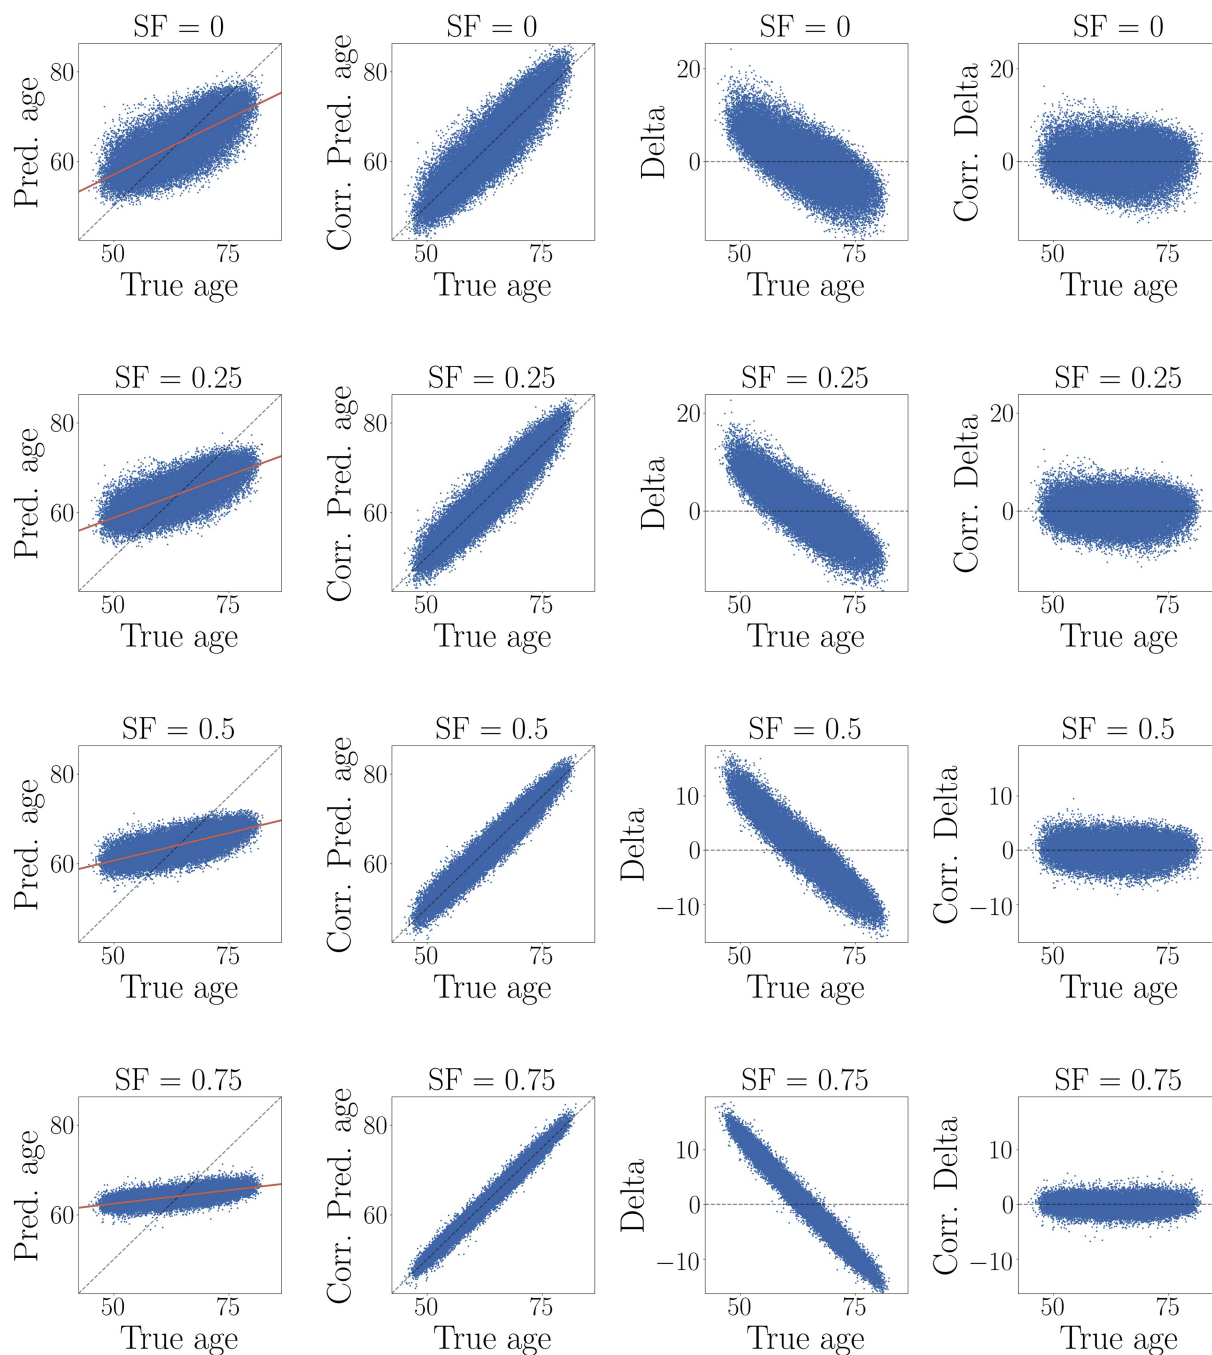 SF = 0
SF = 0
SF = 0
SF = 0
Pred. age
80
60
50
75
True age
Corr. Pred. age
80
60
50
75
True age
Delta
20
0
50
75
True age
Corr. Delta
20
0
50
75
True age
SF = 0.25
SF = 0.25
SF = 0.25
SF = 0.25
Pred. age
80
60
50
75
True age
Corr. Pred. age
80
60
50
75
True age
Delta
20
0
50
75
True age
Corr. Delta
20
0
50
75
True age
SF = 0.5
SF = 0.5
SF = 0.5
SF = 0.5
Pred. age
80
60
50
75
True age
Corr. Pred. age
80
60
50
75
True age
Delta
10
0
−10
50
75
True age
Corr. Delta
10
0
−10
50
75
True age
SF = 0.75
SF = 0.75
SF = 0.75
SF = 0.75
Pred. age
80
60
50
75
True age
Corr. Pred. age
80
60
50
75
True age
Delta
10
0
−10
50
75
True age
Corr. Delta
10
0
−10
50
75
True age